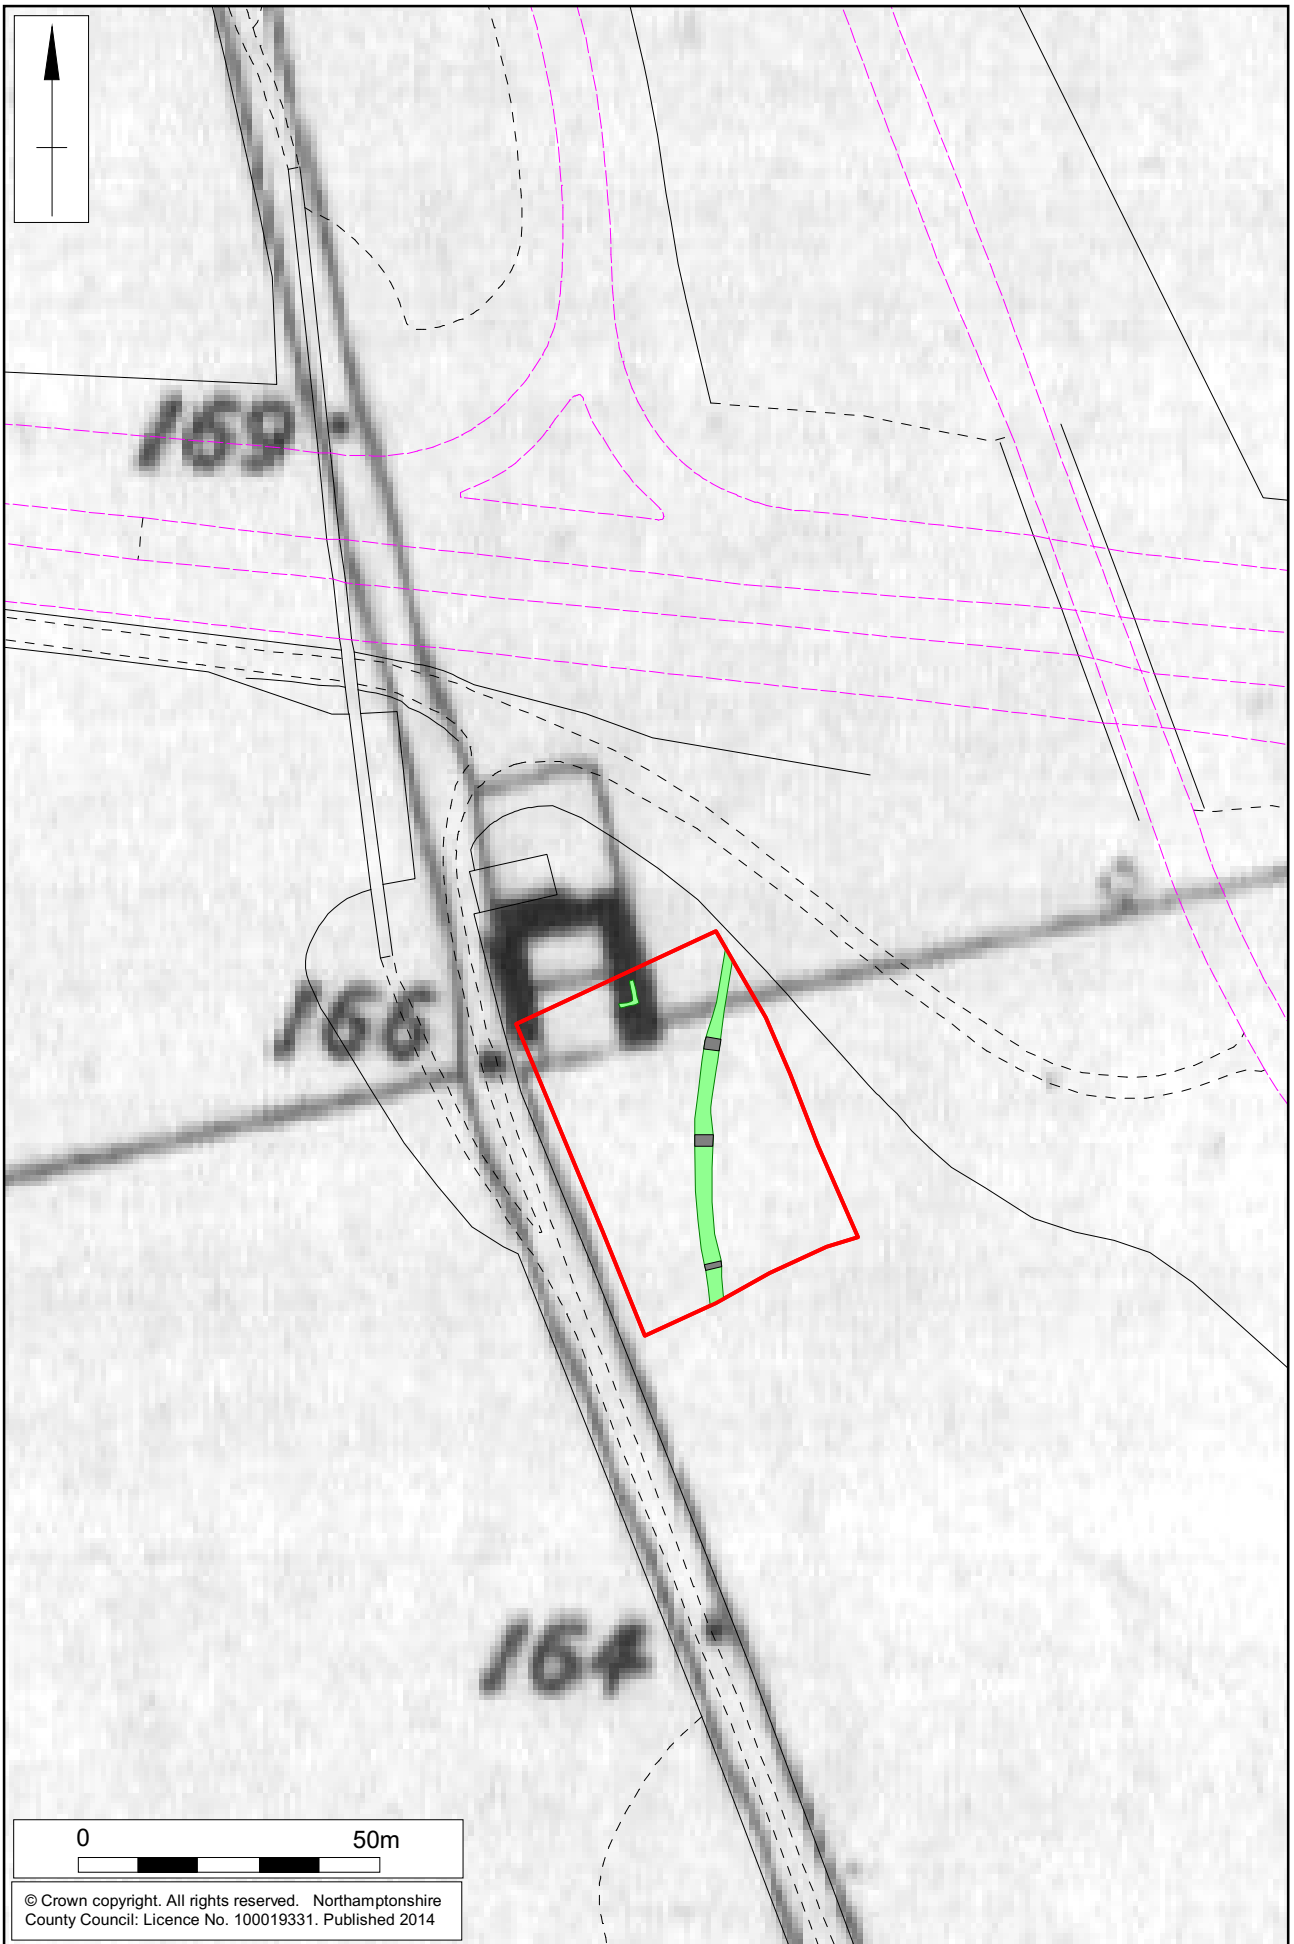 169
166
164
0 50m
© Crown copyright. All rights reserved. Northamptonshire
County Council: Licence No. 100019331. Published 2014